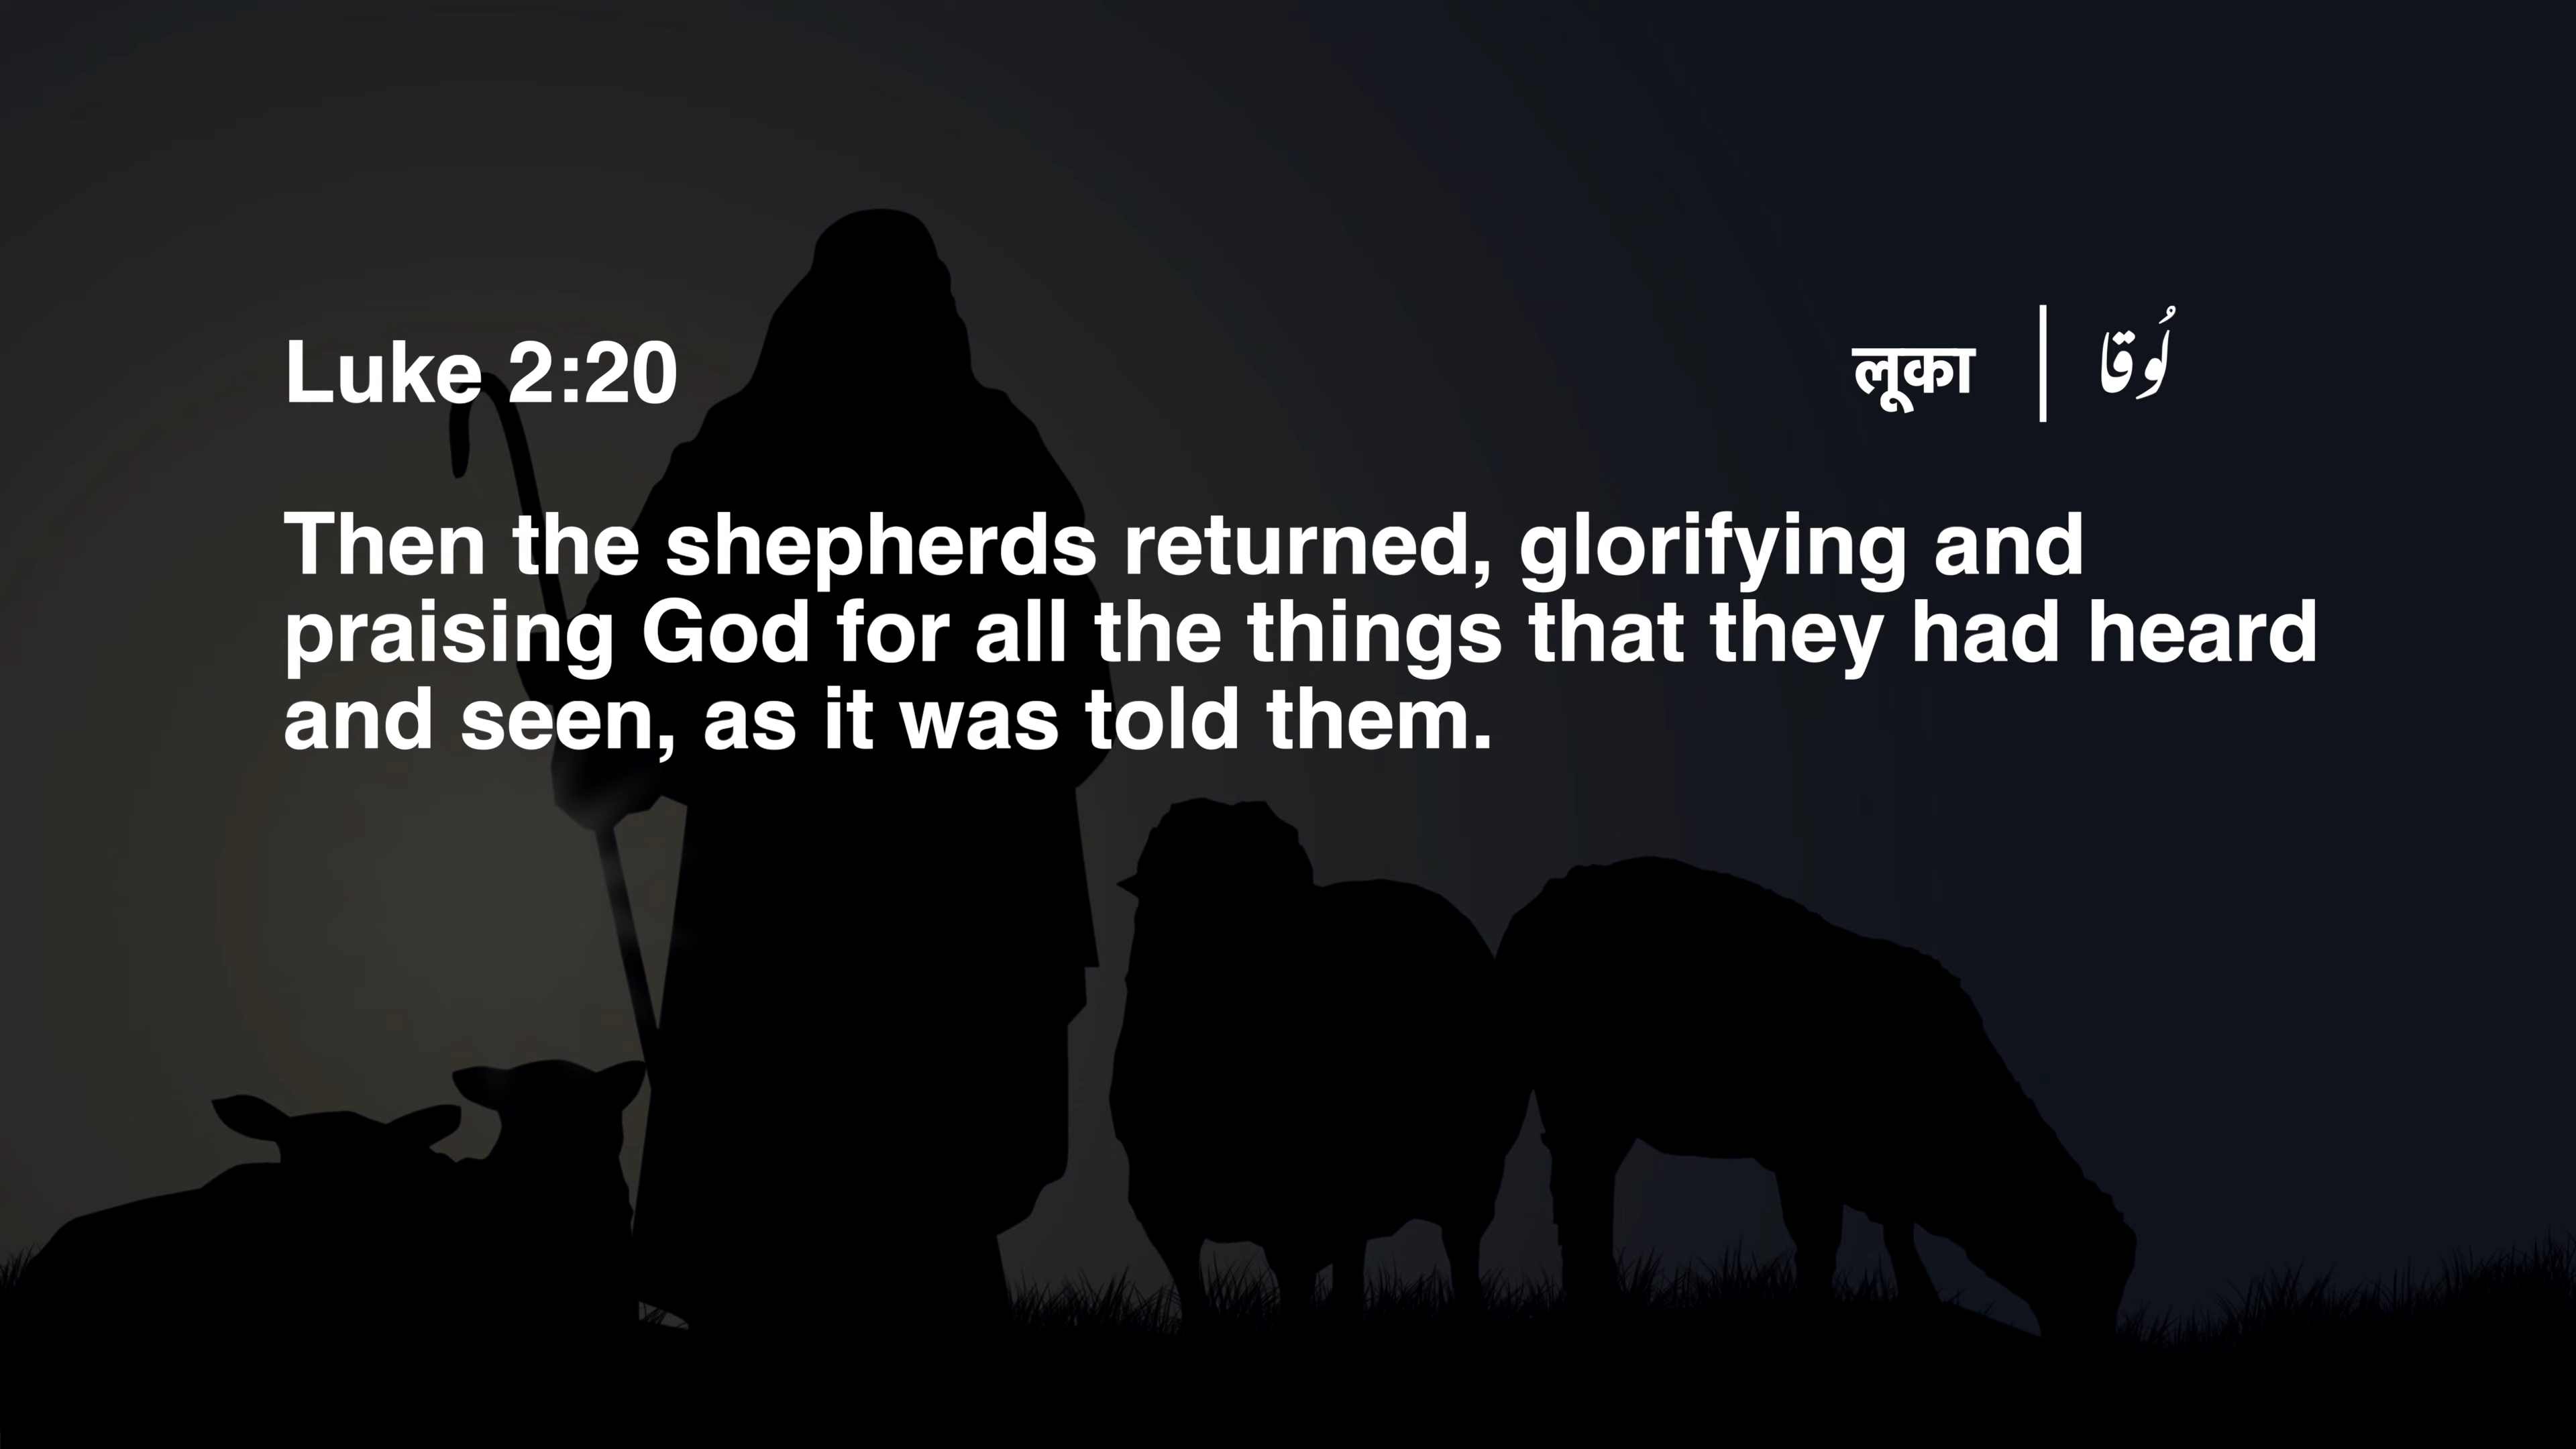 Luke 2:20
लूका | لُوقا
Then the shepherds returned, glorifying and
praising God for all the things that they had heard
and seen, as it was told them.